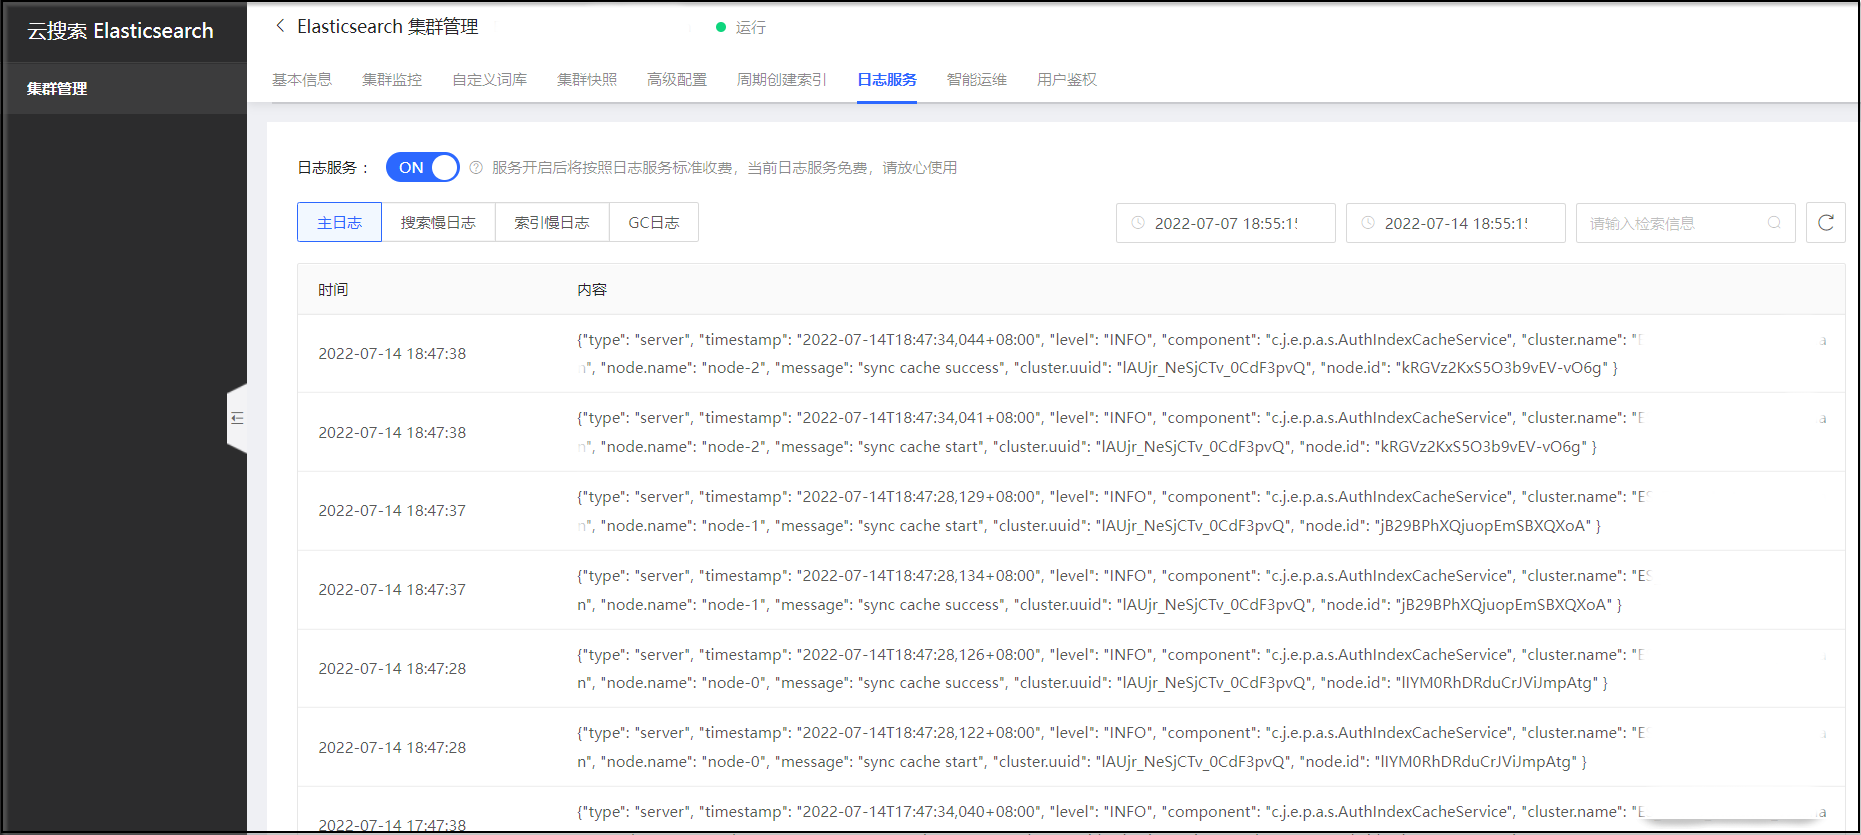 云搜索 Elasticsearch
集群管理
Elasticsearch 集群管理
运行
基本信息 集群监控 自定义词库 集群快照 高级配置 周期创建索引 日志服务 智能运维 用户鉴权
日志服务： ON 服务开启后将按照日志服务标准收费，当前日志服务免费，请放心使用
主日志 搜索慢日志 索引慢日志 GC日志 2022-07-07 18:55:1 2022-07-14 18:55:1 请输入检索信息
时间 内容
{"type": "server", "timestamp": "2022-07-14T18:47:34,044+08:00", "level": "INFO", "component": "c.j.e.p.a.s.AuthIndexCacheService", "cluster.name": "E a
2022-07-14 18:47:38
n", "node.name": "node-2", "message": "sync cache success", "cluster.uuid": "lAUjr_NeSjCTv_0CdF3pvQ", "node.id": "kRGVz2KxS5O3b9vEV-vO6g" }
{"type": "server", "timestamp": "2022-07-14T18:47:34,041+08:00", "level": "INFO", "component": "c.j.e.p.a.s.AuthIndexCacheService", "cluster.name": "E a
2022-07-14 18:47:38
n", "node.name": "node-2", "message": "sync cache start", "cluster.uuid": "lAUjr_NeSjCTv_0CdF3pvQ", "node.id": "kRGVz2KxS5O3b9vEV-vO6g" }
{"type": "server", "timestamp": "2022-07-14T18:47:28,129+08:00", "level": "INFO", "component": "c.j.e.p.a.s.AuthIndexCacheService", "cluster.name": "ES
2022-07-14 18:47:37
n", "node.name": "node-1", "message": "sync cache start", "cluster.uuid": "lAUjr_NeSjCTv_0CdF3pvQ", "node.id": "jB29BPhXQjuopEmSBXQXoA" }
{"type": "server", "timestamp": "2022-07-14T18:47:28,134+08:00", "level": "INFO", "component": "c.j.e.p.a.s.AuthIndexCacheService", "cluster.name": "ES
2022-07-14 18:47:37
n", "node.name": "node-1", "message": "sync cache success", "cluster.uuid": "lAUjr_NeSjCTv_0CdF3pvQ", "node.id": "jB29BPhXQjuopEmSBXQXoA" }
{"type": "server", "timestamp": "2022-07-14T18:47:28,126+08:00", "level": "INFO", "component": "c.j.e.p.a.s.AuthIndexCacheService", "cluster.name": "E
2022-07-14 18:47:28
n", "node.name": "node-0", "message": "sync cache success", "cluster.uuid": "lAUjr_NeSjCTv_0CdF3pvQ", "node.id": "lIYM0RhDRduCrJViJmpAtg" }
{"type": "server", "timestamp": "2022-07-14T18:47:28,122+08:00", "level": "INFO", "component": "c.j.e.p.a.s.AuthIndexCacheService", "cluster.name": "E
2022-07-14 18:47:28
n", "node.name": "node-0", "message": "sync cache start", "cluster.uuid": "lAUjr_NeSjCTv_0CdF3pvQ", "node.id": "lIYM0RhDRduCrJViJmpAtg" }
{"type": "server", "timestamp": "2022-07-14T17:47:34,040+08:00", "level": "INFO", "component": "c.j.e.p.a.s.AuthIndexCacheService", "cluster.name": "E a
2022-07-14 17:47:38